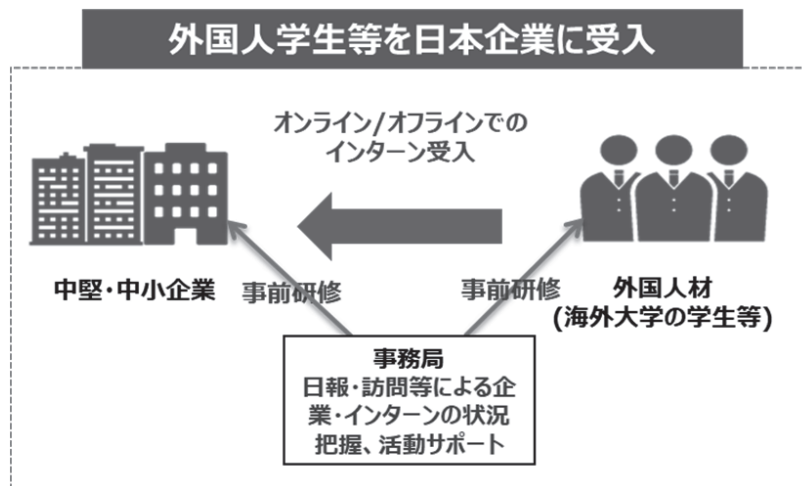 外国人学生等を日本企業に受入
オンライン/オフラインでの
インターン受入
中堅・中小企業
事前研修
事前研修
外国人材
(海外大学の学生等)
事務局
日報・訪問等による企
業・インターンの状況
把握、活動サポート